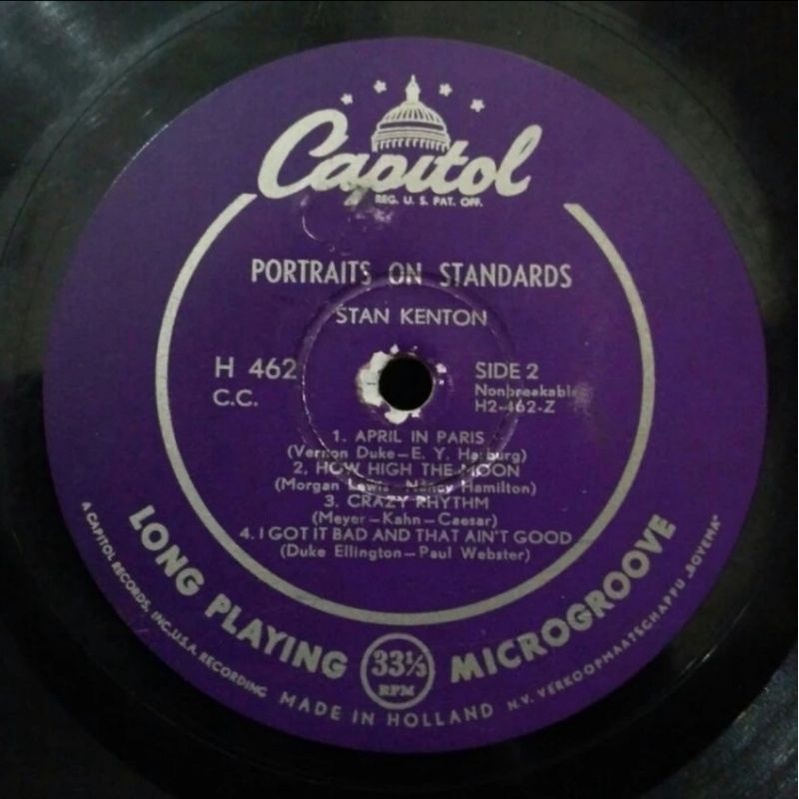 Capitol
REG. U. S. PAT. OFF.
PORTRAITS ON STANDARDS
STAN KENTON
H 462
C.C.
SIDE 2
Nonbreakable
H2-462-Z
1. APRIL IN PARIS
(Vernon Duke—E. Y. Harburg)
2, HOW HIGH THE MOON
(Morgan Lewis—Nancy Hamilton)
3. CRAZY RHYTHM
(Meyer—Kahn—Caesar)
4. I GOT IT BAD AND THAT AIN'T GOOD
(Duke Ellington—Paul Webster)
LONG PLAYING 33⅓ RPM MICROGROOVE
A CAPITOL RECORDS, INC., U.S.A. RECORDING MADE IN HOLLAND N.V. VERKOOPMAATSCHAPPIJ „BOVEMA"